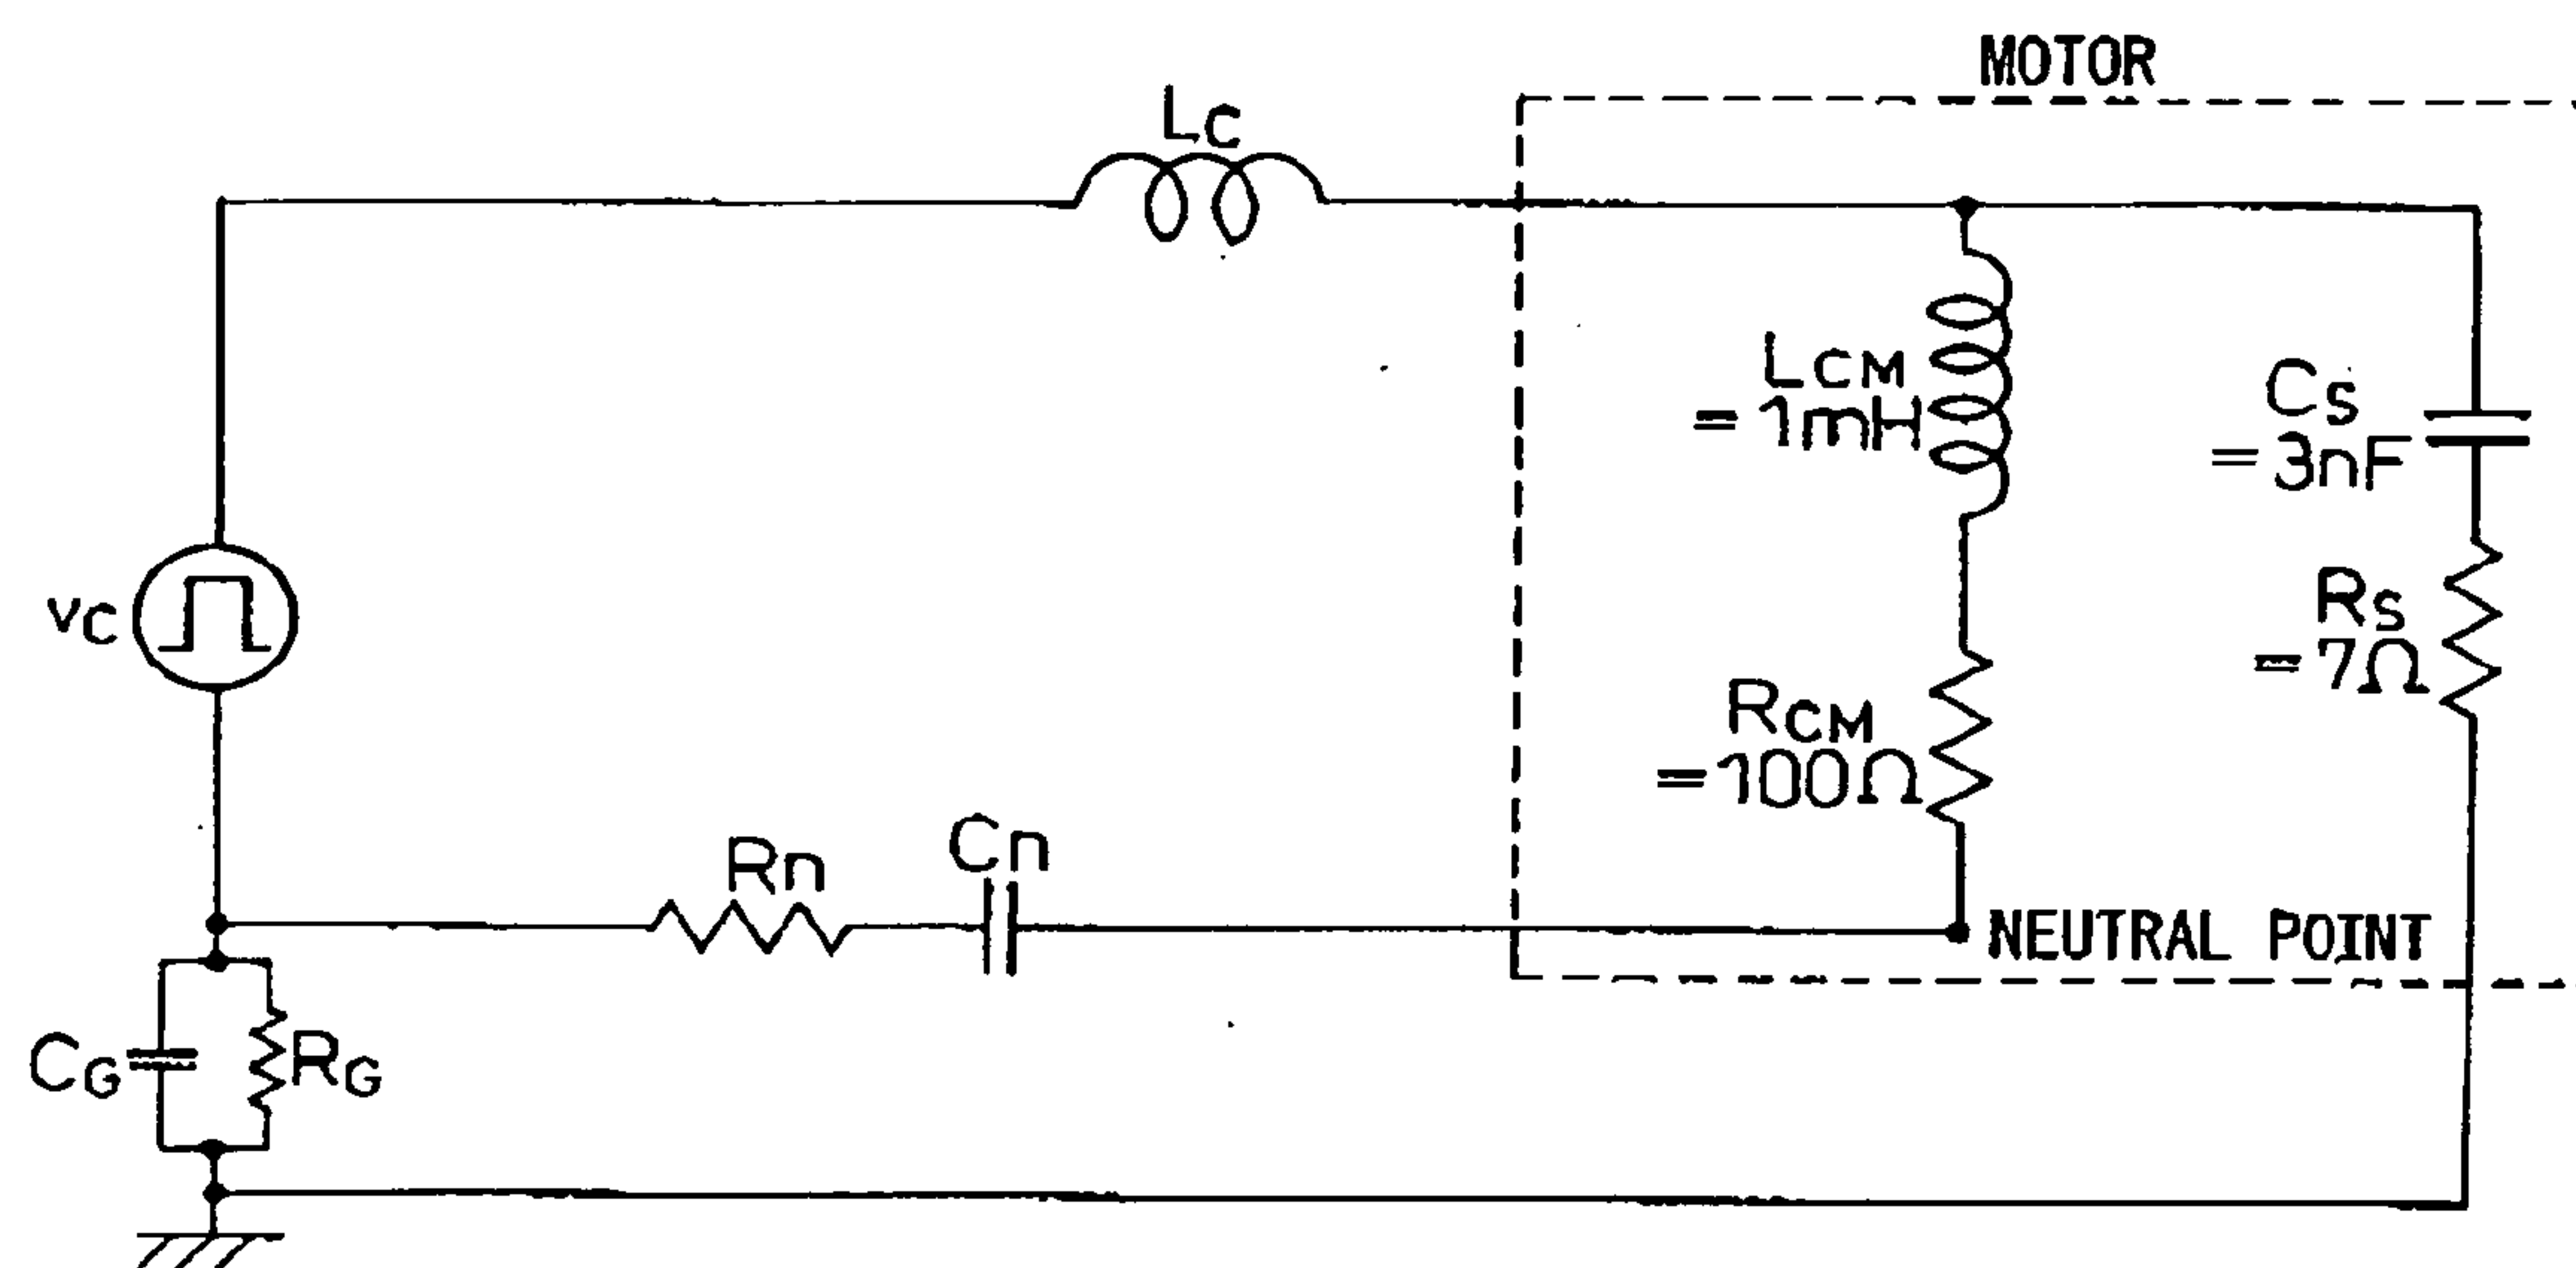 MOTOR
LC
LCM
=1mH
CS
=3nF
vC
RS
=7Ω
RCM
=100Ω
Rn
Cn
NEUTRAL POINT
CG
RG